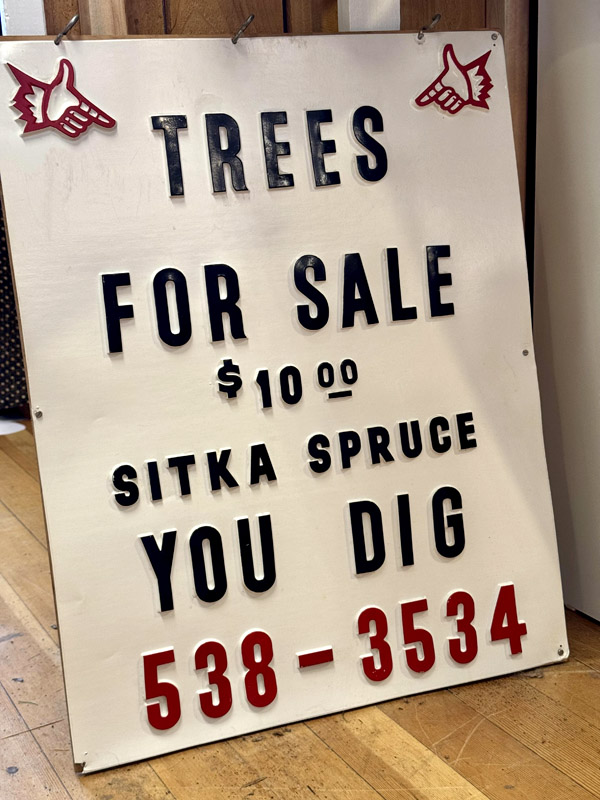 TREES
FOR SALE
$10 00
SITKA SPRUCE
YOU DIG
538-3534